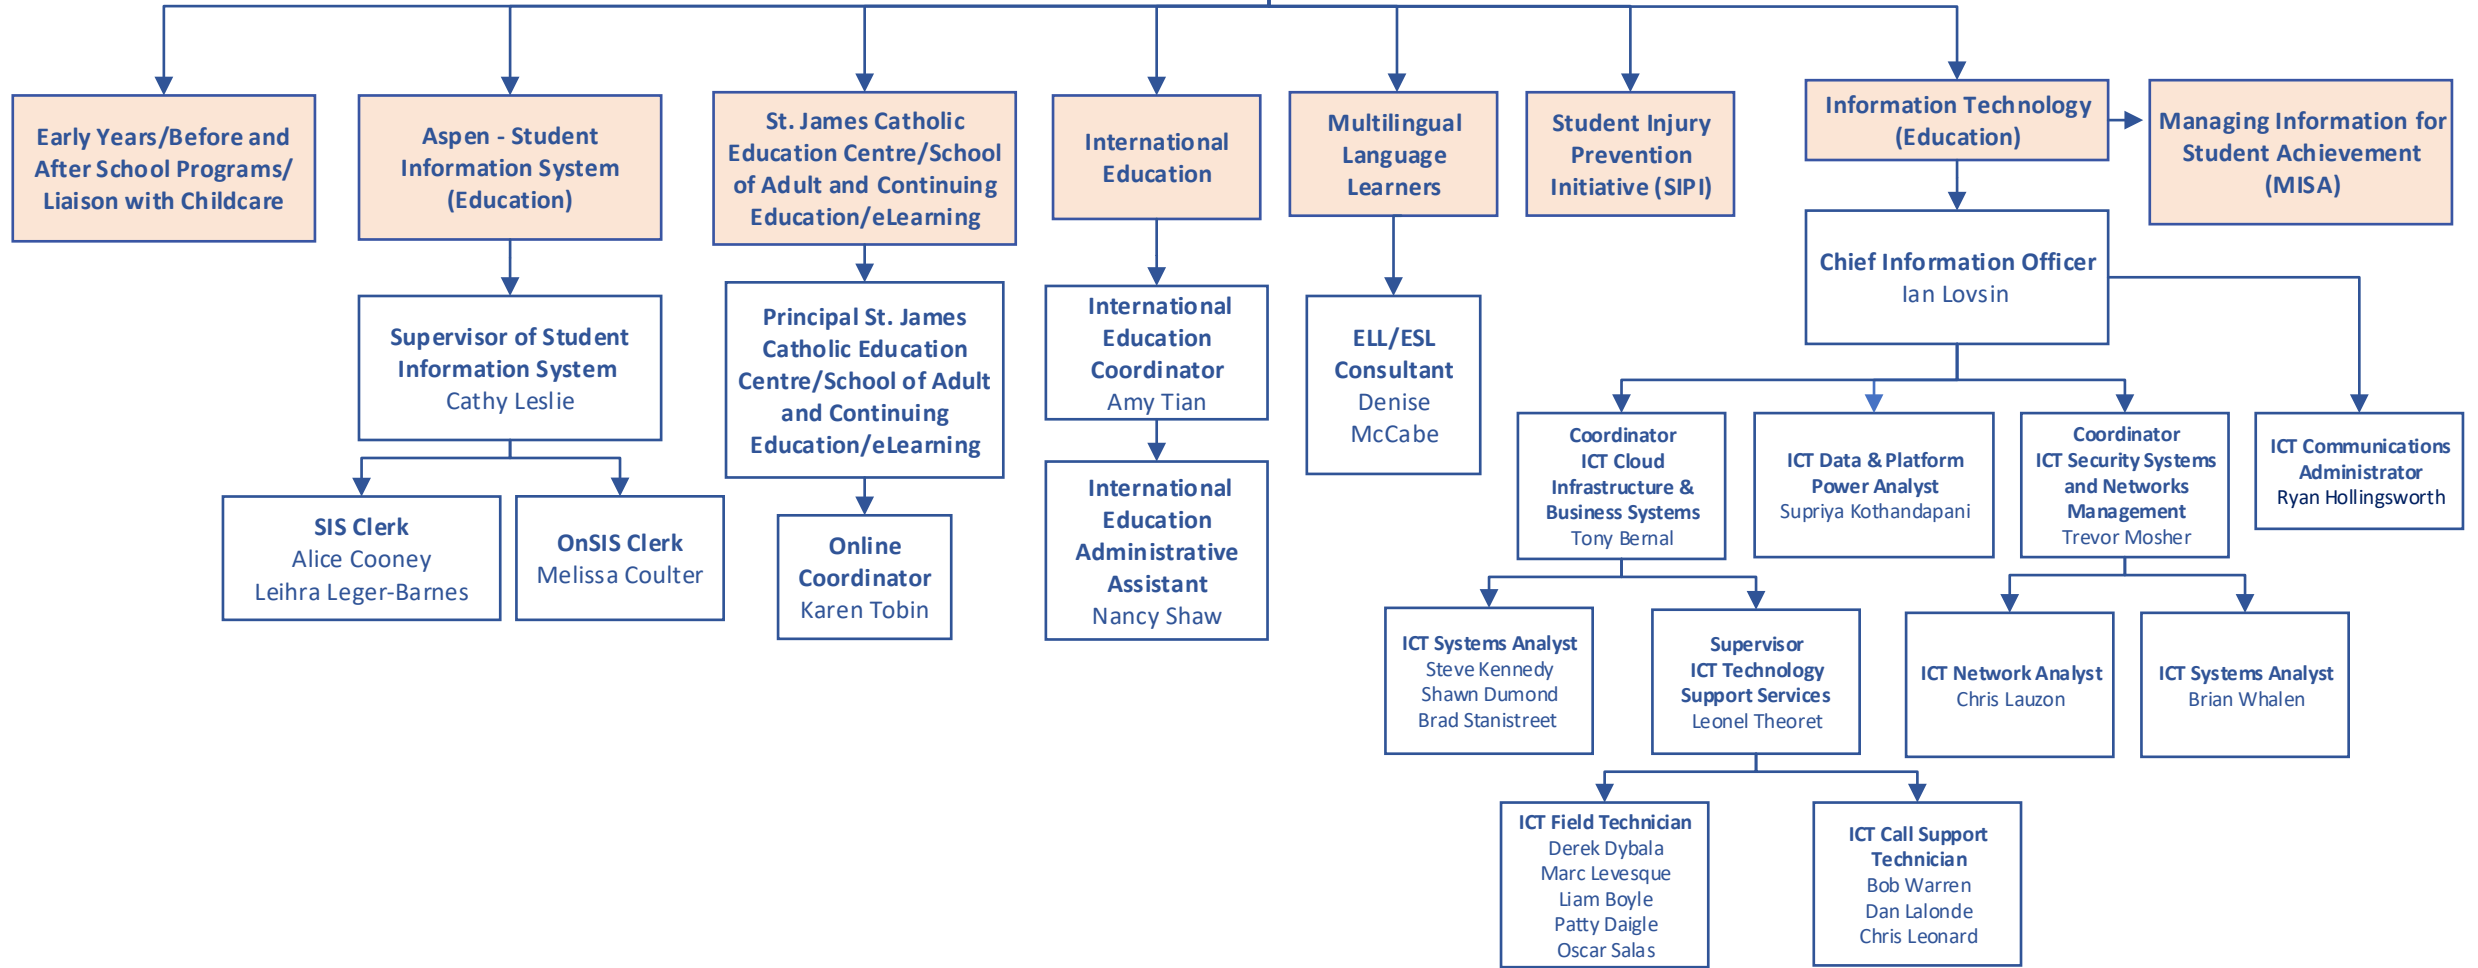 Early Years/Before and
After School Programs/
Liaison with Childcare
Aspen - Student
Information System
(Education)
St. James Catholic
Education Centre/School
of Adult and Continuing
Education/eLearning
International
Education
Multilingual
Language
Learners
Student Injury
Prevention
Initiative (SIPI)
Information Technology
(Education)
Managing Information for
Student Achievement
(MISA)
Supervisor of Student
Information System
Cathy Leslie
Principal St. James
Catholic Education
Centre/School of Adult
and Continuing
Education/eLearning
International
Education
Coordinator
Amy Tian
ELL/ESL
Consultant
Denise
McCabe
Chief Information Officer
Ian Lovsin
SIS Clerk
Alice Cooney
Leihra Leger-Barnes
OnSIS Clerk
Melissa Coulter
Online
Coordinator
Karen Tobin
International
Education
Administrative
Assistant
Nancy Shaw
Coordinator
ICT Cloud
Infrastructure &
Business Systems
Tony Bernal
ICT Data & Platform
Power Analyst
Supriya Kothandapani
Coordinator
ICT Security Systems
and Networks
Management
Trevor Mosher
ICT Communications
Administrator
Ryan Hollingsworth
ICT Systems Analyst
Steve Kennedy
Shawn Dumond
Brad Stanistreet
Supervisor
ICT Technology
Support Services
Leonel Theoret
ICT Network Analyst
Chris Lauzon
ICT Systems Analyst
Brian Whalen
ICT Field Technician
Derek Dybala
Marc Levesque
Liam Boyle
Patty Daigle
Oscar Salas
ICT Call Support
Technician
Bob Warren
Dan Lalonde
Chris Leonard